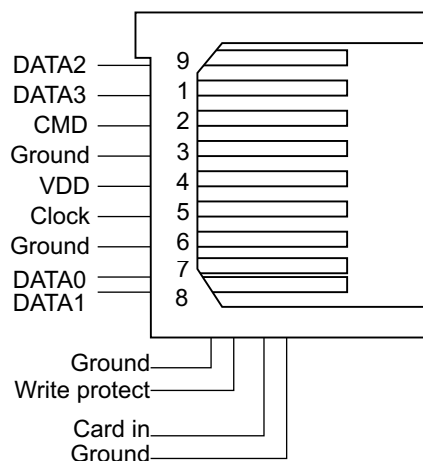 DATA2 9
DATA3 1
CMD 2
Ground 3
VDD 4
Clock 5
Ground 6
DATA0 7
DATA1 8
Ground
Write protect
Card in
Ground